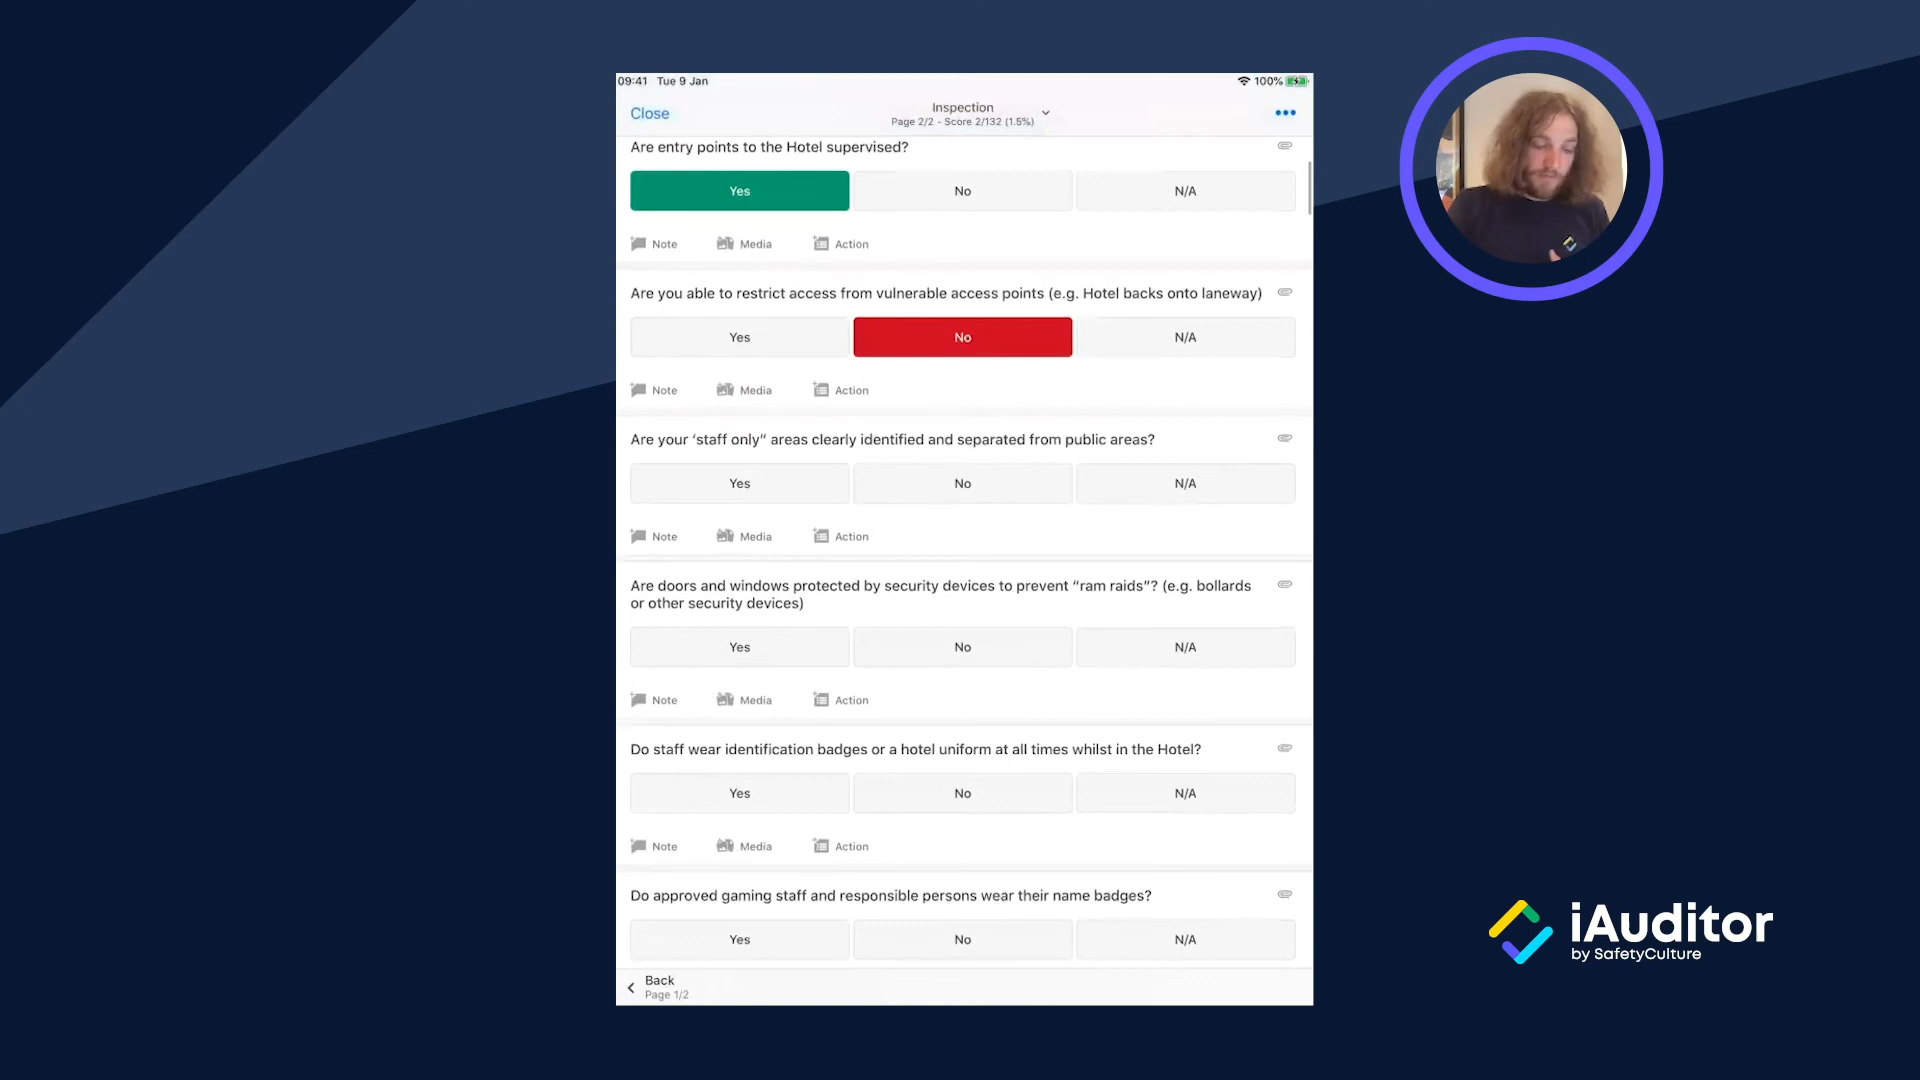 09:41 Tue 9 Jan
100%
Close
Inspection
Page 2/2 - Score 2/132 (1.5%)
Are entry points to the Hotel supervised?
Yes
No
N/A
Note
Media
Action
Are you able to restrict access from vulnerable access points (e.g. Hotel backs onto laneway)
Yes
No
N/A
Note
Media
Action
Are your ‘staff only” areas clearly identified and separated from public areas?
Yes
No
N/A
Note
Media
Action
Are doors and windows protected by security devices to prevent “ram raids”? (e.g. bollards
or other security devices)
Yes
No
N/A
Note
Media
Action
Do staff wear identification badges or a hotel uniform at all times whilst in the Hotel?
Yes
No
N/A
Note
Media
Action
Do approved gaming staff and responsible persons wear their name badges?
Yes
No
N/A
Back
Page 1/2
iAuditor
by SafetyCulture